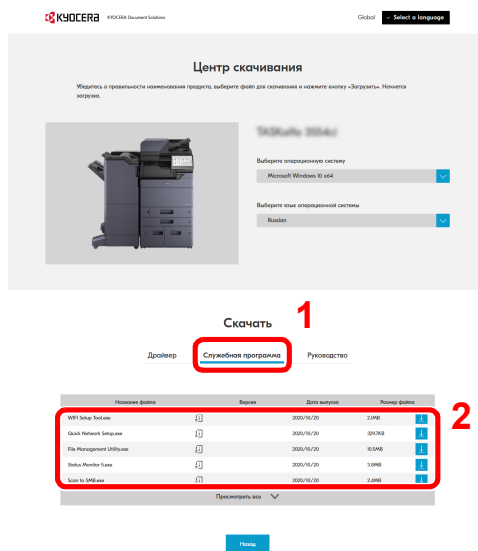 KYOCERA KYOCERA Document Solutions Global Select a language
Центр скачивания
Убедитесь в правильности наименования продукта, выберите файл для скачивания и нажмите кнопку «Загрузить». Начнется
загрузка.
TASKalfa 3554ci
Выберите операционную систему
Microsoft Windows 10 x64
Выберите язык операционной системы
Russian
1
Скачать
Драйвер Служебная программа Руководство
Название файла Версия Дата выпуска Размер файла
2
WIFI Setup Tool.exe 2020/10/20 2.1MB
Quick Network Setup.exe 2020/10/20 3297KB
File Management Utility.exe 2020/10/20 10.5MB
Status Monitor 5.exe 2020/10/20 3.8MB
Scan to SMB.exe 2020/10/20 2.4MB
Просмотреть все
Назад